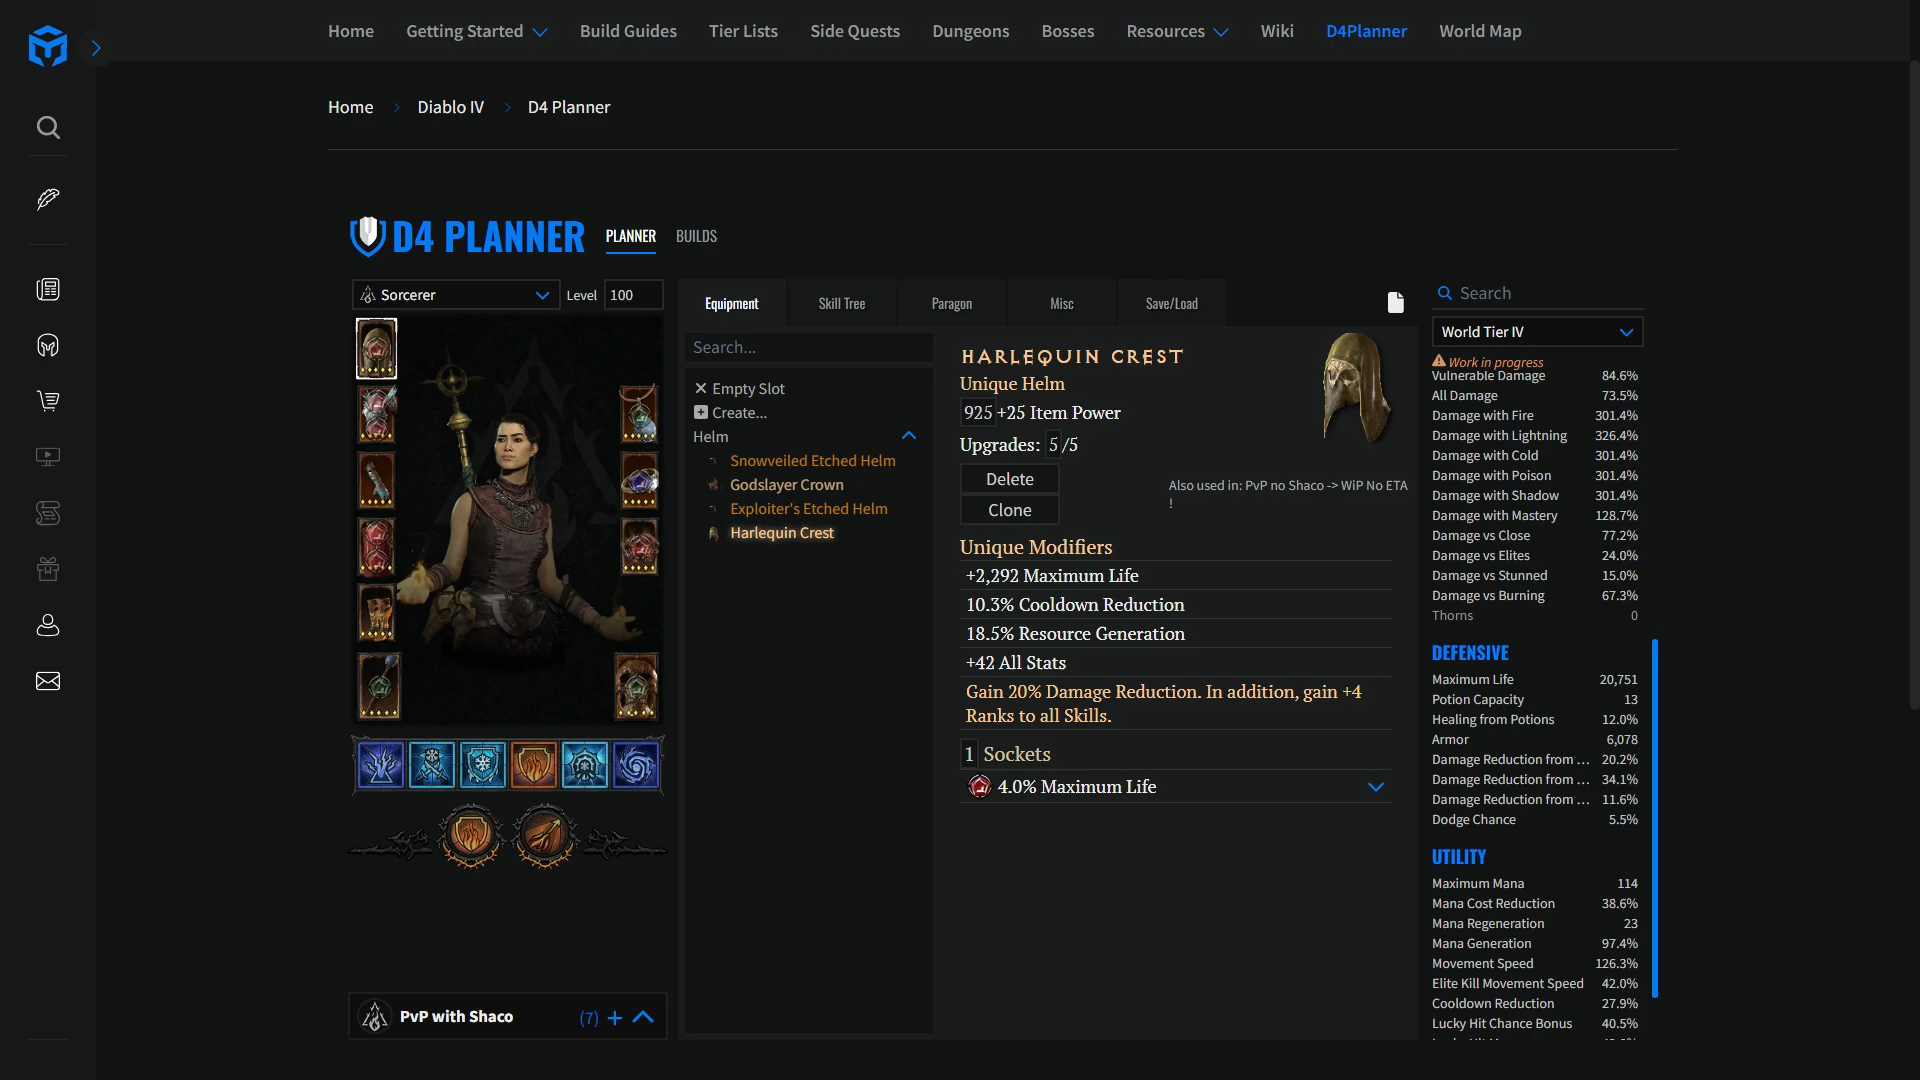 Home
Getting Started
Build Guides
Tier Lists
Side Quests
Dungeons
Bosses
Resources
Wiki
D4Planner
World Map
Home
Diablo IV
D4 Planner
D4 PLANNER
PLANNER
BUILDS
Sorcerer
Level
100
PvP with Shaco
(7)
Equipment
Skill Tree
Paragon
Misc
Save/Load
Search...
Empty Slot
Create...
Helm
Snowveiled Etched Helm
Godslayer Crown
Exploiter's Etched Helm
Harlequin Crest
HARLEQUIN CREST
Unique Helm
925 +25 Item Power
Upgrades: 5 /5
Delete
Clone
Also used in: PvP no Shaco -> WiP No ETA
!
Unique Modifiers
+2,292 Maximum Life
10.3% Cooldown Reduction
18.5% Resource Generation
+42 All Stats
Gain 20% Damage Reduction. In addition, gain +4
Ranks to all Skills.
1 Sockets
4.0% Maximum Life
Search
World Tier IV
Work in progress
Vulnerable Damage 84.6%
All Damage 73.5%
Damage with Fire 301.4%
Damage with Lightning 326.4%
Damage with Cold 301.4%
Damage with Poison 301.4%
Damage with Shadow 301.4%
Damage with Mastery 128.7%
Damage vs Close 77.2%
Damage vs Elites 24.0%
Damage vs Stunned 15.0%
Damage vs Burning 67.3%
Thorns 0
DEFENSIVE
Maximum Life 20,751
Potion Capacity 13
Healing from Potions 12.0%
Armor 6,078
Damage Reduction from ... 20.2%
Damage Reduction from ... 34.1%
Damage Reduction from ... 11.6%
Dodge Chance 5.5%
UTILITY
Maximum Mana 114
Mana Cost Reduction 38.6%
Mana Regeneration 23
Mana Generation 97.4%
Movement Speed 126.3%
Elite Kill Movement Speed 42.0%
Cooldown Reduction 27.9%
Lucky Hit Chance Bonus 40.5%